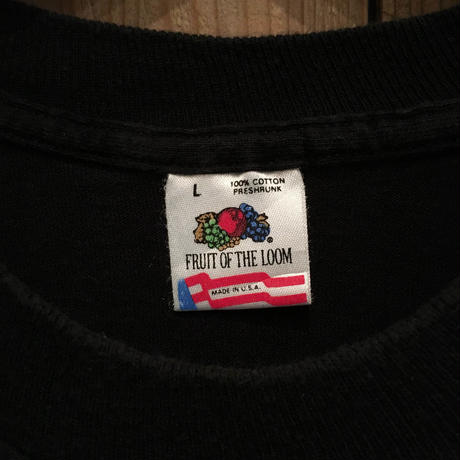 L
100% COTTON
PRESHRUNK
®
FRUIT OF THE LOOM
MADE IN U.S.A.